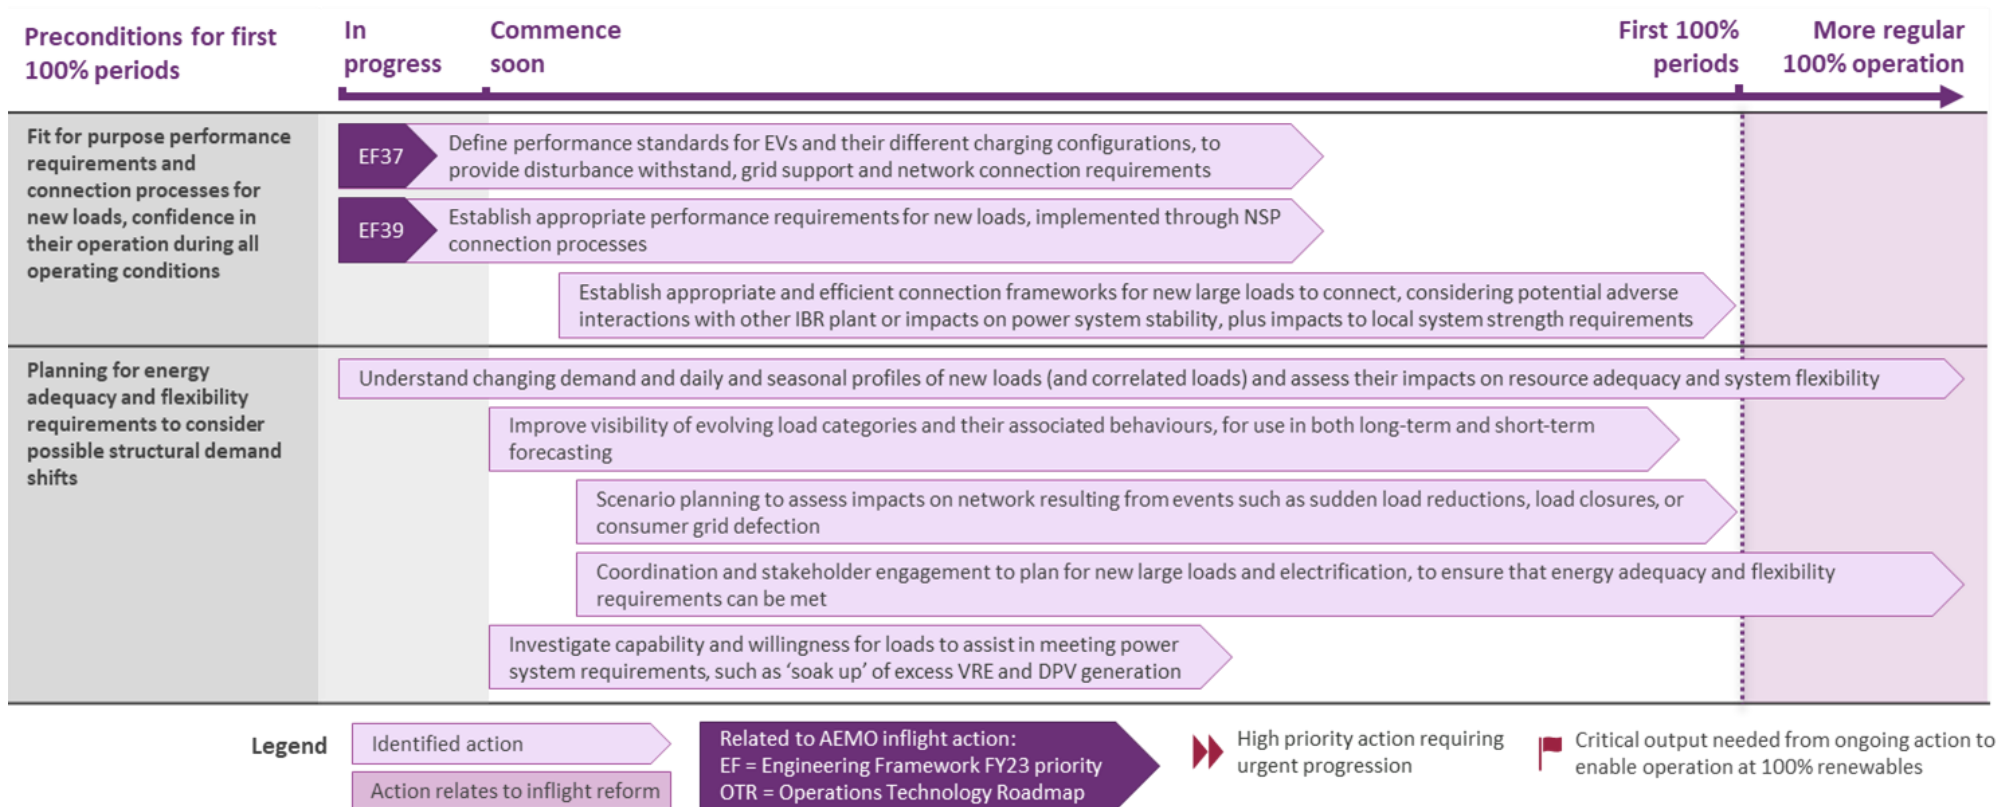 Preconditions for first
100% periods
In
progress
Commence
soon
First 100%
periods
More regular
100% operation
Fit for purpose performance
requirements and
connection processes for
new loads, confidence in
their operation during all
operating conditions
EF37
Define performance standards for EVs and their different charging configurations, to
provide disturbance withstand, grid support and network connection requirements
EF39
Establish appropriate performance requirements for new loads, implemented through NSP
connection processes
Establish appropriate and efficient connection frameworks for new large loads to connect, considering potential adverse
interactions with other IBR plant or impacts on power system stability, plus impacts to local system strength requirements
Planning for energy
adequacy and flexibility
requirements to consider
possible structural demand
shifts
Understand changing demand and daily and seasonal profiles of new loads (and correlated loads) and assess their impacts on resource adequacy and system flexibility
Improve visibility of evolving load categories and their associated behaviours, for use in both long-term and short-term
forecasting
Scenario planning to assess impacts on network resulting from events such as sudden load reductions, load closures, or
consumer grid defection
Coordination and stakeholder engagement to plan for new large loads and electrification, to ensure that energy adequacy and flexibility
requirements can be met
Investigate capability and willingness for loads to assist in meeting power
system requirements, such as ‘soak up’ of excess VRE and DPV generation
Legend
Identified action
Action relates to inflight reform
Related to AEMO inflight action:
EF = Engineering Framework FY23 priority
OTR = Operations Technology Roadmap
High priority action requiring
urgent progression
Critical output needed from ongoing action to
enable operation at 100% renewables